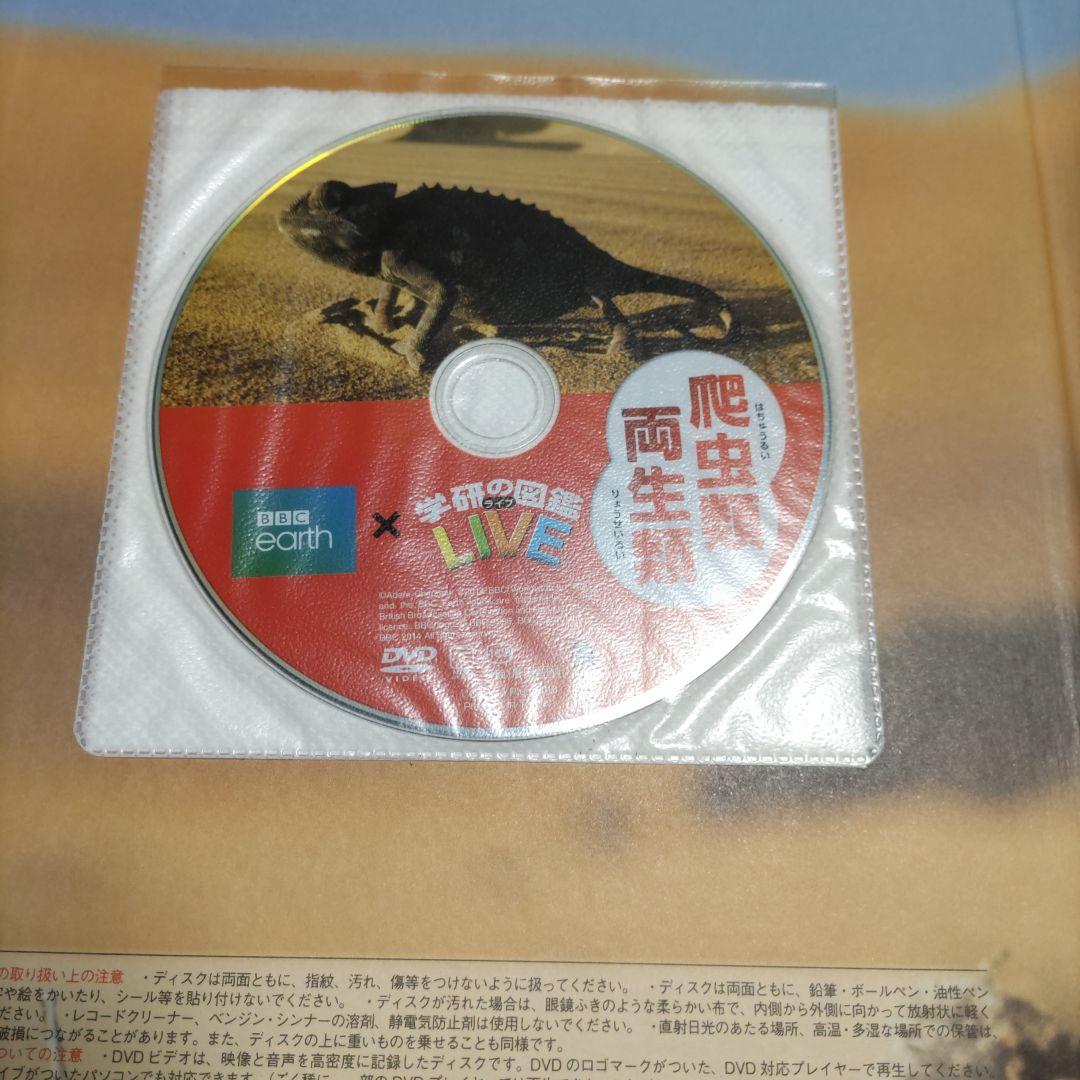 爬虫類
はちゅうるい
両生類
りょうせいるい
BBC
earth
×
学研の図鑑
ライブ
LIVE
and the BBC
British Broadcasting
licence. BBC
BBC 2014 All
DVD
VIDEO
の取り扱い上の注意 ・ディスクは両面ともに、指紋、汚れ、傷等をつけないように扱ってください。 ・ディスクは両面ともに、鉛筆・ボールペン・油性ペン
や絵をかいたり、シール等を貼り付けないでください。 ・ディスクが汚れた場合は、眼鏡ふきのような柔らかい布で、内側から外側に向かって放射状に軽く
ださい。 ・レコードクリーナー、ベンジン・シンナーの溶剤、静電気防止剤は使用しないでください。 ・直射日光のあたる場所、高温・多湿な場所での保管は、
破損につながることがあります。また、ディスクの上に重いものを乗せることも同様です。
ついての注意 ・DVDビデオは、映像と音声を高密度に記録したディスクです。DVDのロゴマークがついた、DVD対応プレイヤーで再生してください。
イブがついたパソコンでも対応できます。